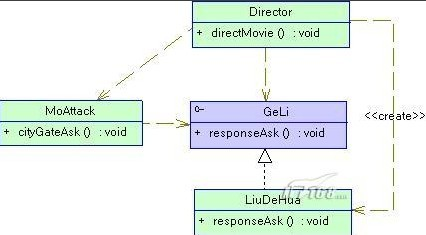 Director
+ directMovie () : void
MoAttack
+ cityGateAsk () : void
GeLi
+ responseAsk () : void
<<create>>
LiuDeHua
+ responseAsk () : void